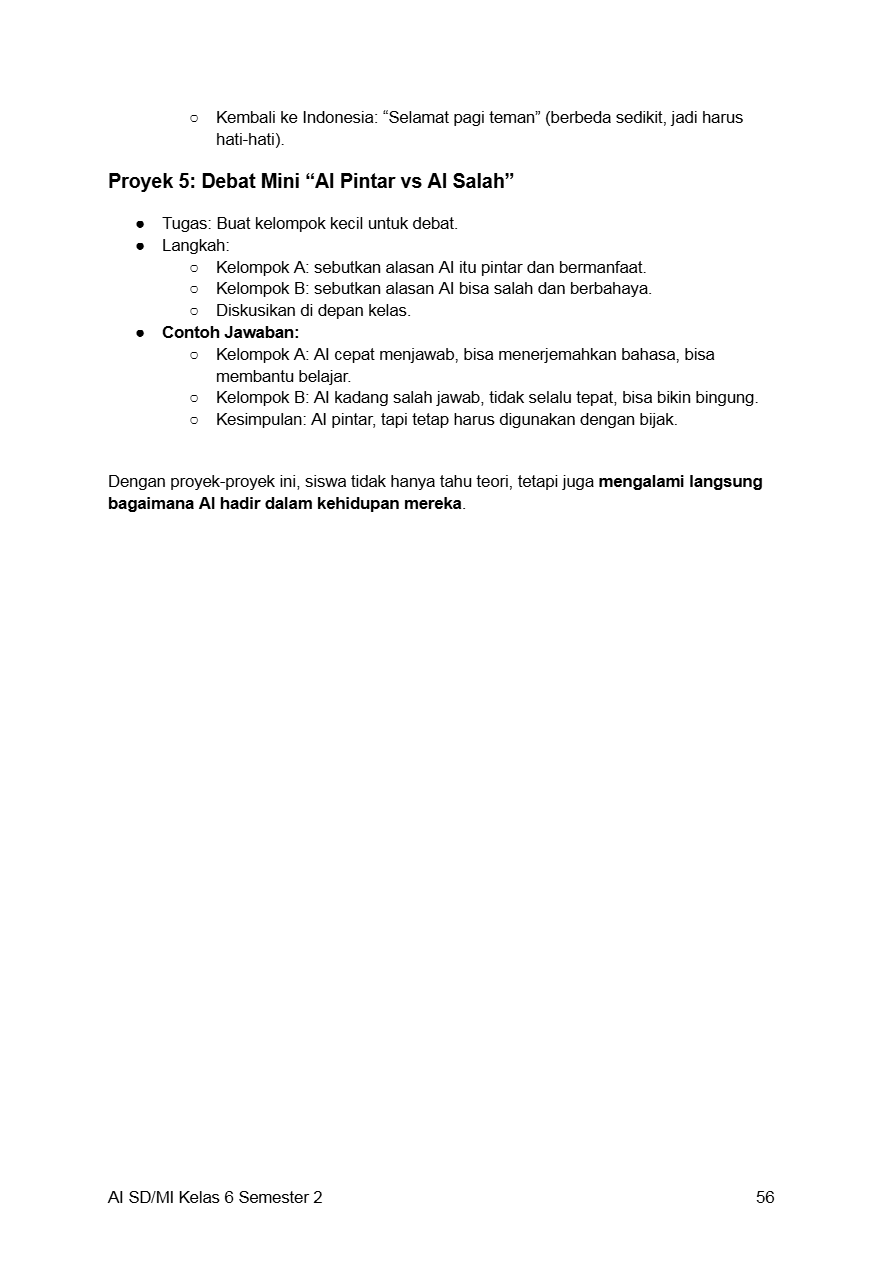 ○ Kembali ke Indonesia: “Selamat pagi teman” (berbeda sedikit, jadi harus
hati-hati).
Proyek 5: Debat Mini “AI Pintar vs AI Salah”
● Tugas: Buat kelompok kecil untuk debat.
● Langkah:
○ Kelompok A: sebutkan alasan AI itu pintar dan bermanfaat.
○ Kelompok B: sebutkan alasan AI bisa salah dan berbahaya.
○ Diskusikan di depan kelas.
● Contoh Jawaban:
○ Kelompok A: AI cepat menjawab, bisa menerjemahkan bahasa, bisa
membantu belajar.
○ Kelompok B: AI kadang salah jawab, tidak selalu tepat, bisa bikin bingung.
○ Kesimpulan: AI pintar, tapi tetap harus digunakan dengan bijak.
Dengan proyek-proyek ini, siswa tidak hanya tahu teori, tetapi juga mengalami langsung
bagaimana AI hadir dalam kehidupan mereka.
AI SD/MI Kelas 6 Semester 2 56